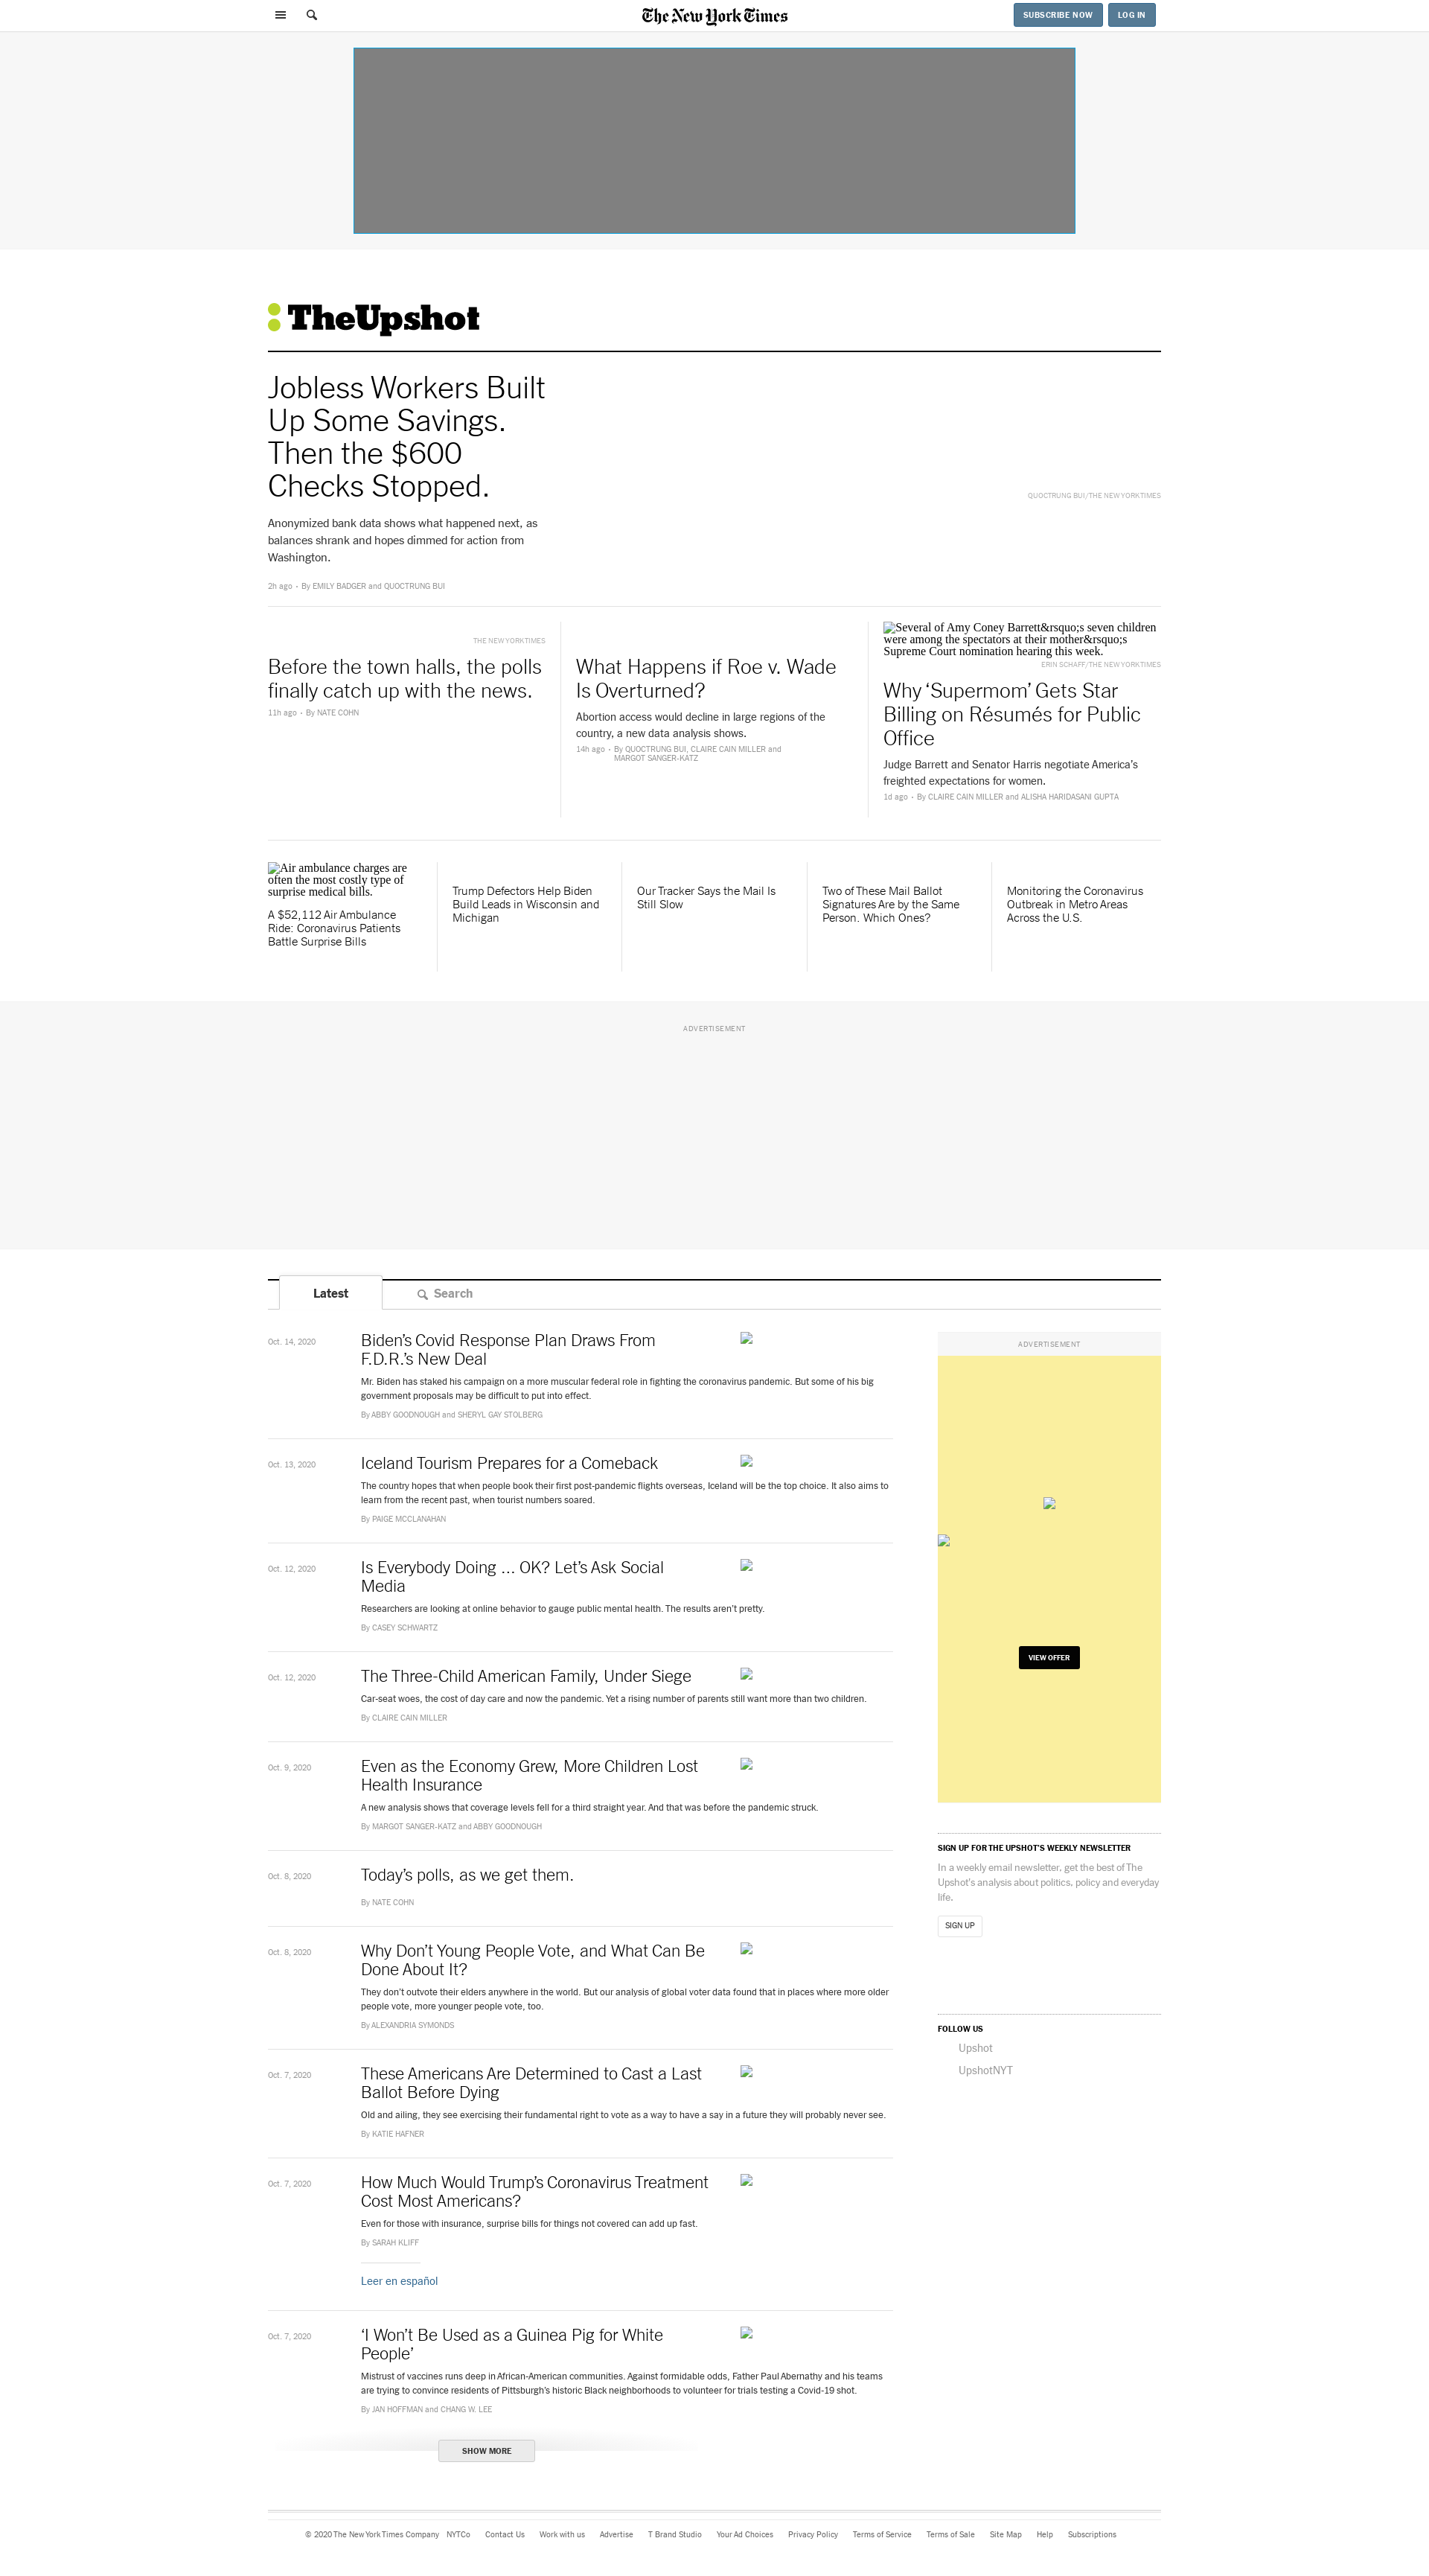 The New York Times
SUBSCRIBE NOW
LOG IN
TheUpshot
Jobless Workers Built
Up Some Savings.
Then the $600
Checks Stopped.
Anonymized bank data shows what happened next, as
balances shrank and hopes dimmed for action from
Washington.
2h ago · By EMILY BADGER and QUOCTRUNG BUI
QUOCTRUNG BUI/THE NEW YORK TIMES
THE NEW YORK TIMES
Before the town halls, the polls
finally catch up with the news.
11h ago · By NATE COHN
What Happens if Roe v. Wade
Is Overturned?
Abortion access would decline in large regions of the
country, a new data analysis shows.
14h ago · By QUOCTRUNG BUI, CLAIRE CAIN MILLER and
MARGOT SANGER-KATZ
Several of Amy Coney Barrett&rsquo;s seven children
were among the spectators at their mother&rsquo;s
Supreme Court nomination hearing this week.
ERIN SCHAFF/THE NEW YORK TIMES
Why ‘Supermom’ Gets Star
Billing on Résumés for Public
Office
Judge Barrett and Senator Harris negotiate America’s
freighted expectations for women.
1d ago · By CLAIRE CAIN MILLER and ALISHA HARIDASANI GUPTA
Air ambulance charges are
often the most costly type of
surprise medical bills.
A $52,112 Air Ambulance
Ride: Coronavirus Patients
Battle Surprise Bills
Trump Defectors Help Biden
Build Leads in Wisconsin and
Michigan
Our Tracker Says the Mail Is
Still Slow
Two of These Mail Ballot
Signatures Are by the Same
Person. Which Ones?
Monitoring the Coronavirus
Outbreak in Metro Areas
Across the U.S.
ADVERTISEMENT
Latest
Search
Oct. 14, 2020
Biden’s Covid Response Plan Draws From
F.D.R.’s New Deal
Mr. Biden has staked his campaign on a more muscular federal role in fighting the coronavirus pandemic. But some of his big
government proposals may be difficult to put into effect.
By ABBY GOODNOUGH and SHERYL GAY STOLBERG
Oct. 13, 2020
Iceland Tourism Prepares for a Comeback
The country hopes that when people book their first post-pandemic flights overseas, Iceland will be the top choice. It also aims to
learn from the recent past, when tourist numbers soared.
By PAIGE MCCLANAHAN
Oct. 12, 2020
Is Everybody Doing ... OK? Let’s Ask Social
Media
Researchers are looking at online behavior to gauge public mental health. The results aren’t pretty.
By CASEY SCHWARTZ
Oct. 12, 2020
The Three-Child American Family, Under Siege
Car-seat woes, the cost of day care and now the pandemic. Yet a rising number of parents still want more than two children.
By CLAIRE CAIN MILLER
Oct. 9, 2020
Even as the Economy Grew, More Children Lost
Health Insurance
A new analysis shows that coverage levels fell for a third straight year. And that was before the pandemic struck.
By MARGOT SANGER-KATZ and ABBY GOODNOUGH
Oct. 8, 2020
Today’s polls, as we get them.
By NATE COHN
Oct. 8, 2020
Why Don’t Young People Vote, and What Can Be
Done About It?
They don’t outvote their elders anywhere in the world. But our analysis of global voter data found that in places where more older
people vote, more younger people vote, too.
By ALEXANDRIA SYMONDS
Oct. 7, 2020
These Americans Are Determined to Cast a Last
Ballot Before Dying
Old and ailing, they see exercising their fundamental right to vote as a way to have a say in a future they will probably never see.
By KATIE HAFNER
Oct. 7, 2020
How Much Would Trump’s Coronavirus Treatment
Cost Most Americans?
Even for those with insurance, surprise bills for things not covered can add up fast.
By SARAH KLIFF
Leer en español
Oct. 7, 2020
‘I Won’t Be Used as a Guinea Pig for White
People’
Mistrust of vaccines runs deep in African-American communities. Against formidable odds, Father Paul Abernathy and his teams
are trying to convince residents of Pittsburgh’s historic Black neighborhoods to volunteer for trials testing a Covid-19 shot.
By JAN HOFFMAN and CHANG W. LEE
SHOW MORE
ADVERTISEMENT
VIEW OFFER
SIGN UP FOR THE UPSHOT’S WEEKLY NEWSLETTER
In a weekly email newsletter, get the best of The
Upshot's analysis about politics, policy and everyday
life.
SIGN UP
FOLLOW US
Upshot
UpshotNYT
© 2020 The New York Times Company NYTCo Contact Us Work with us Advertise T Brand Studio Your Ad Choices Privacy Policy Terms of Service Terms of Sale Site Map Help Subscriptions